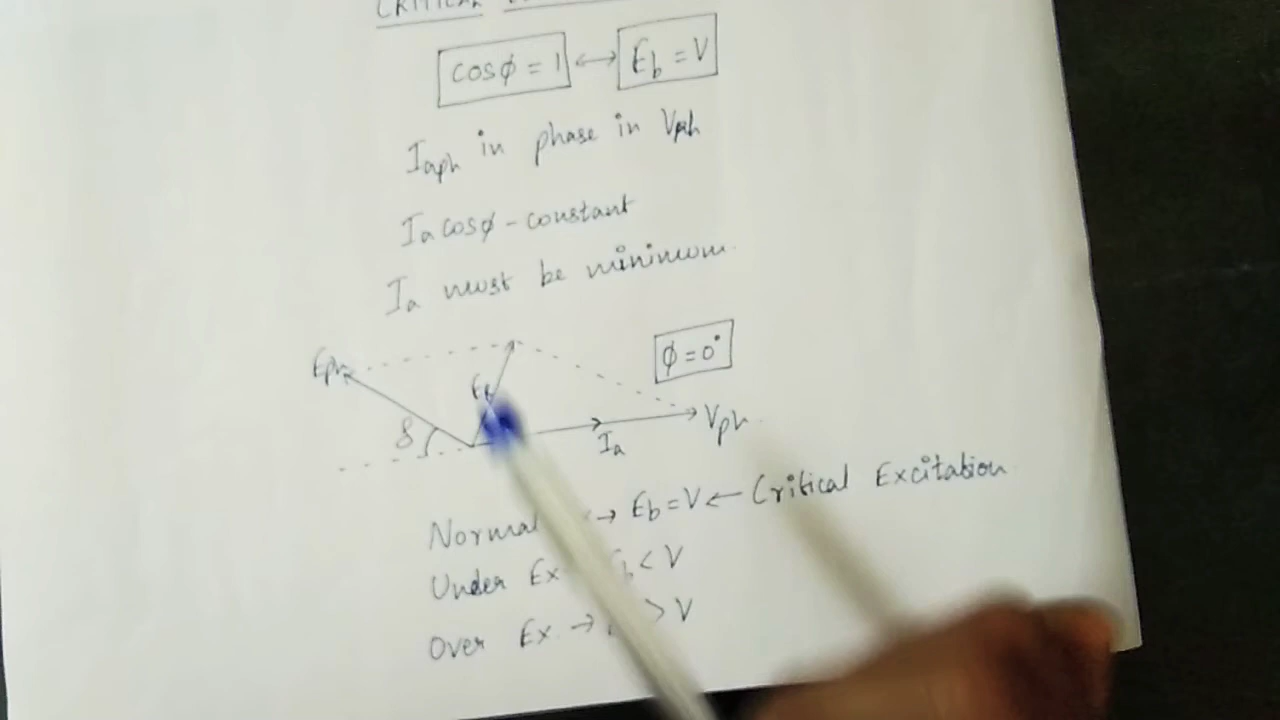 CRITICAL
cosφ = 1 ↔ Eb = V
Iaph in phase in Vph
Ia cosφ - constant
Ia must be minimum.
φ = 0°
Eph
δ
Ia
Vph
Normal → Eb = V ← Critical Excitation
Under Ex < V
Over Ex. → > V